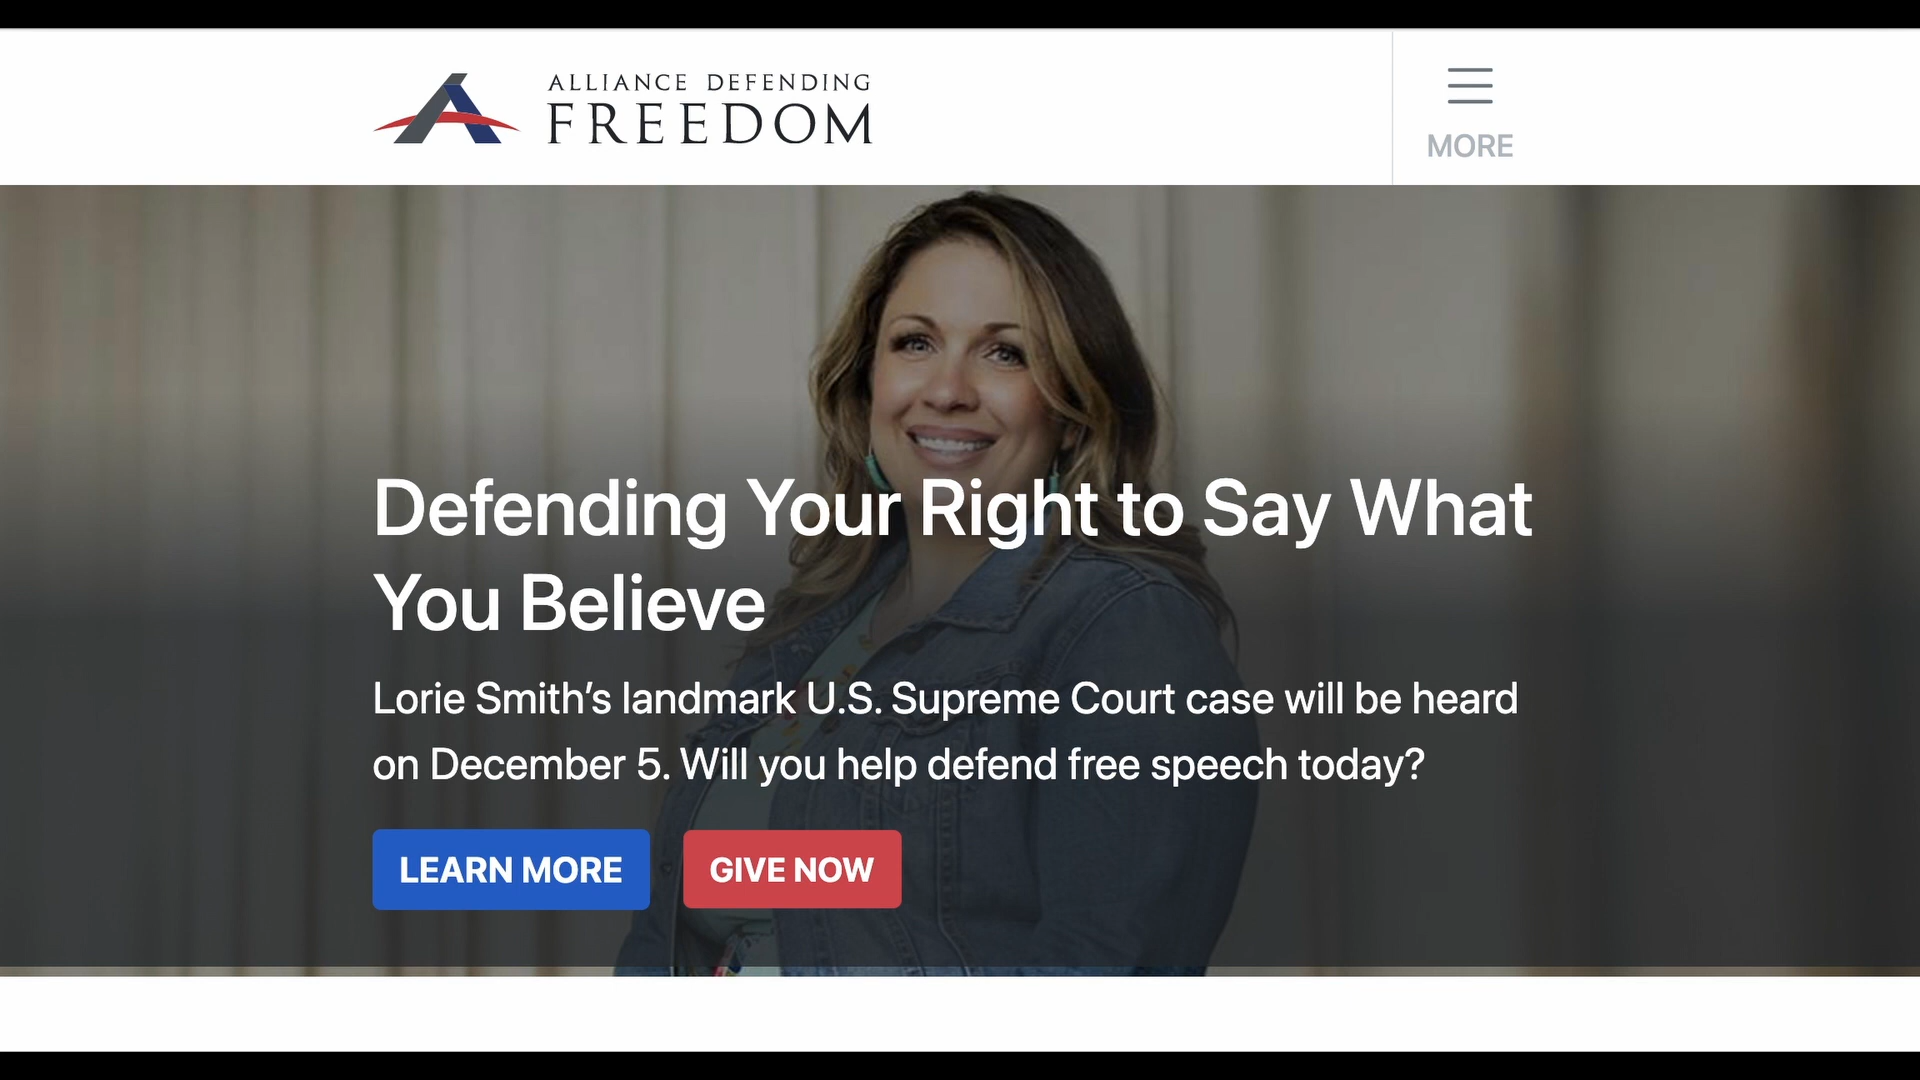 ALLIANCE DEFENDING
FREEDOM
MORE
Defending Your Right to Say What
You Believe
Lorie Smith’s landmark U.S. Supreme Court case will be heard
on December 5. Will you help defend free speech today?
LEARN MORE
GIVE NOW